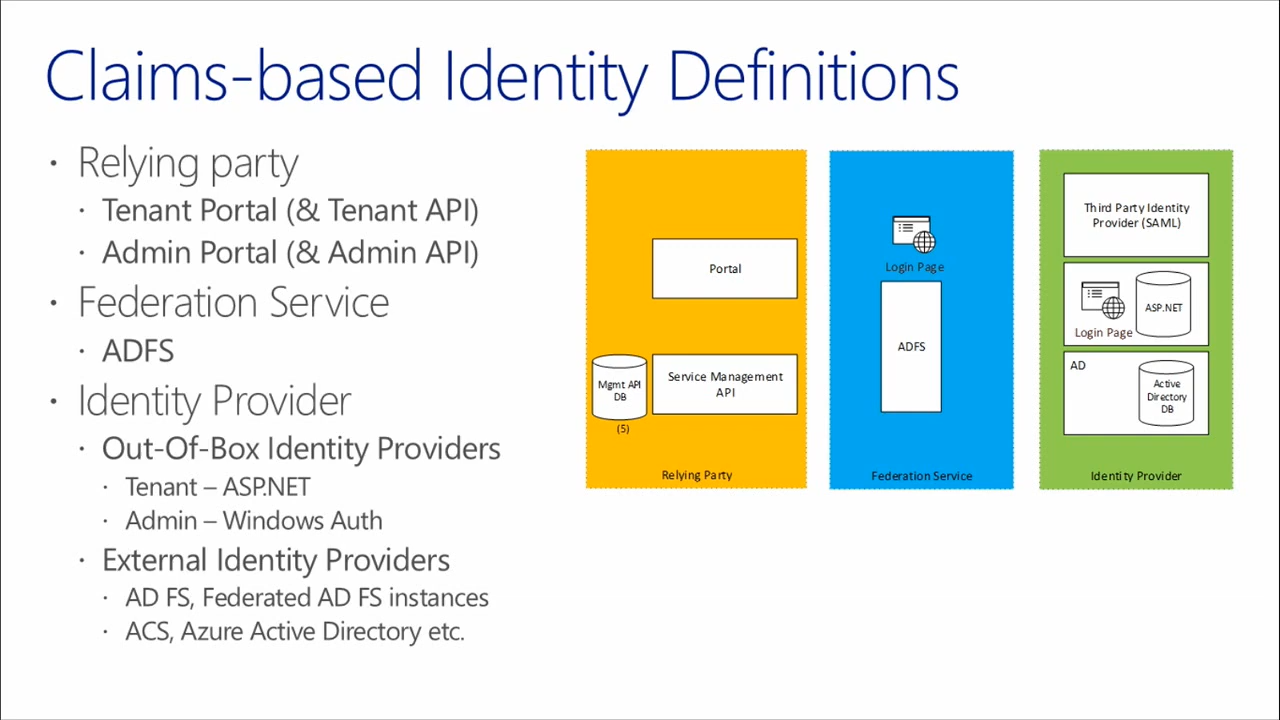 Claims-based Identity Definitions
· Relying party
· Tenant Portal (& Tenant API)
· Admin Portal (& Admin API)
· Federation Service
· ADFS
· Identity Provider
· Out-Of-Box Identity Providers
· Tenant – ASP.NET
· Admin – Windows Auth
· External Identity Providers
· AD FS, Federated AD FS instances
· ACS, Azure Active Directory etc.
Portal
Mgmt API
DB
(5)
Service Management
API
Relying Party
Login Page
ADFS
Federation Service
Third Party Identity
Provider (SAML)
Login Page
ASP.NET
AD
Active
Directory
DB
Identity Provider